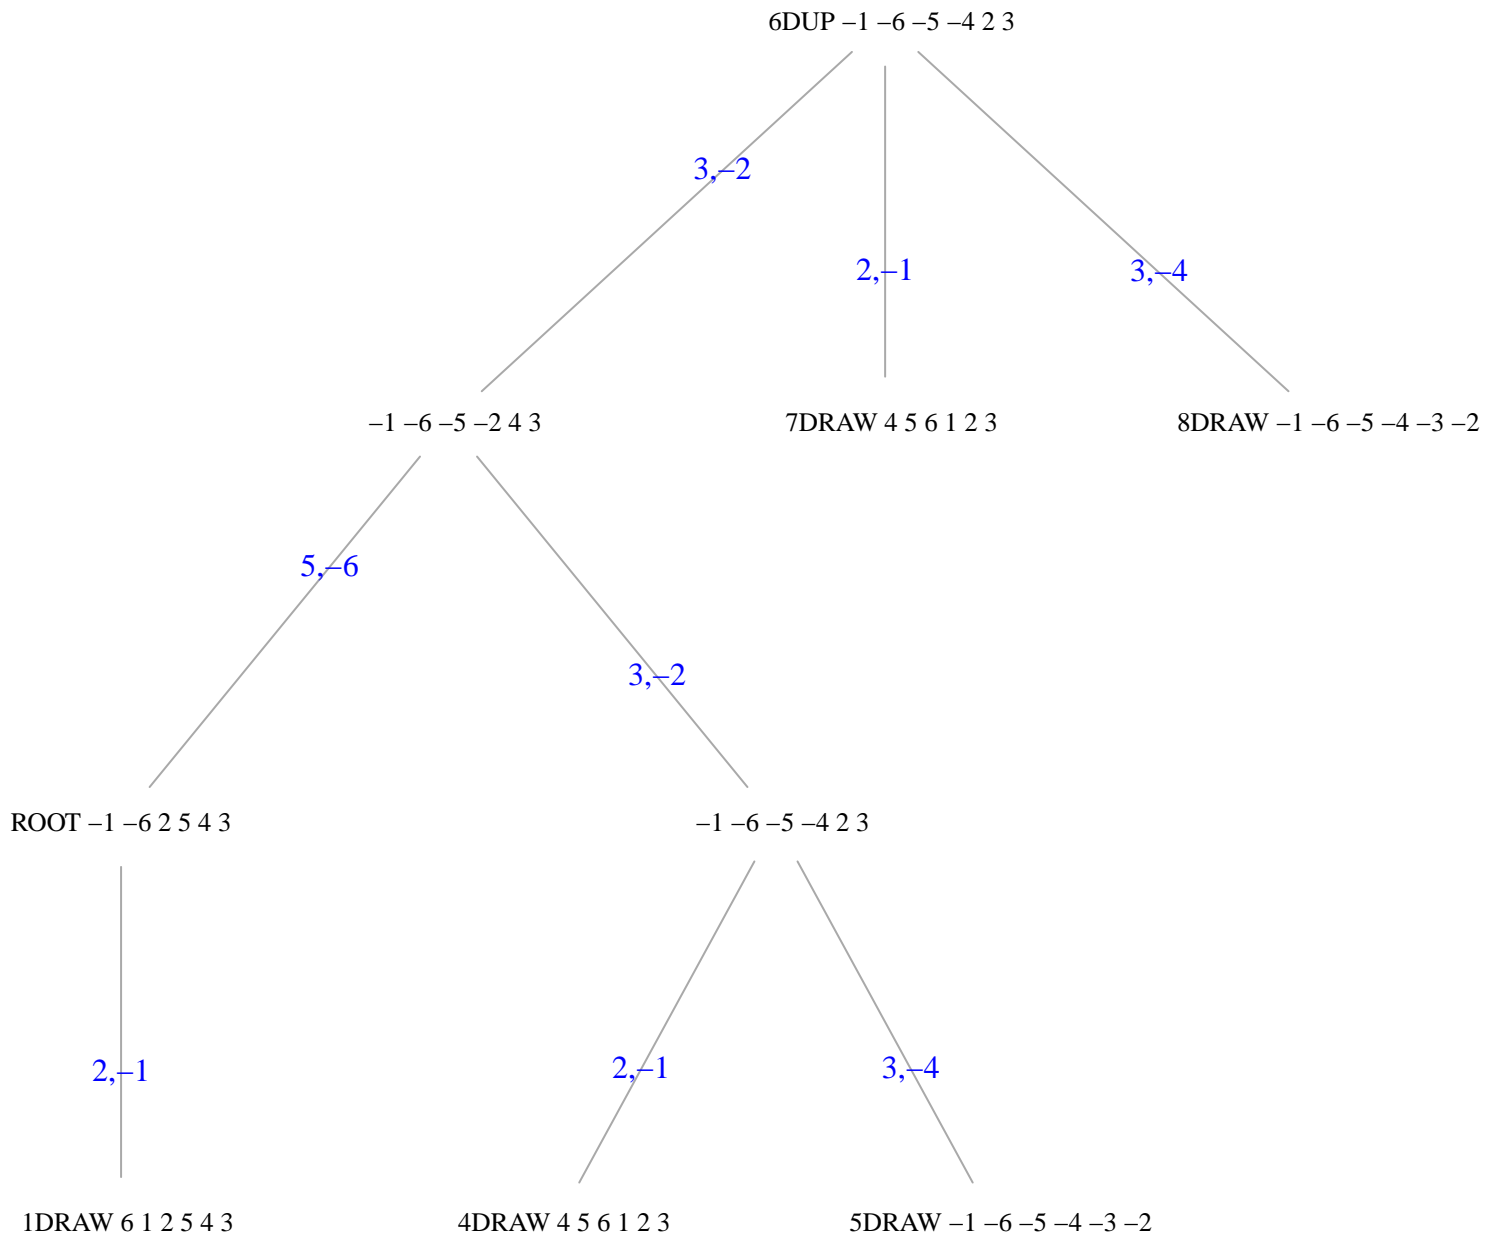 6DUP –1 –6 –5 –4 2 3
3,–2
2,–1
3,–4
–1 –6 –5 –2 4 3
7DRAW 4 5 6 1 2 3
8DRAW –1 –6 –5 –4 –3 –2
5,–6
3,–2
ROOT –1 –6 2 5 4 3
–1 –6 –5 –4 2 3
2,–1
2,–1
3,–4
1DRAW 6 1 2 5 4 3
4DRAW 4 5 6 1 2 3
5DRAW –1 –6 –5 –4 –3 –2